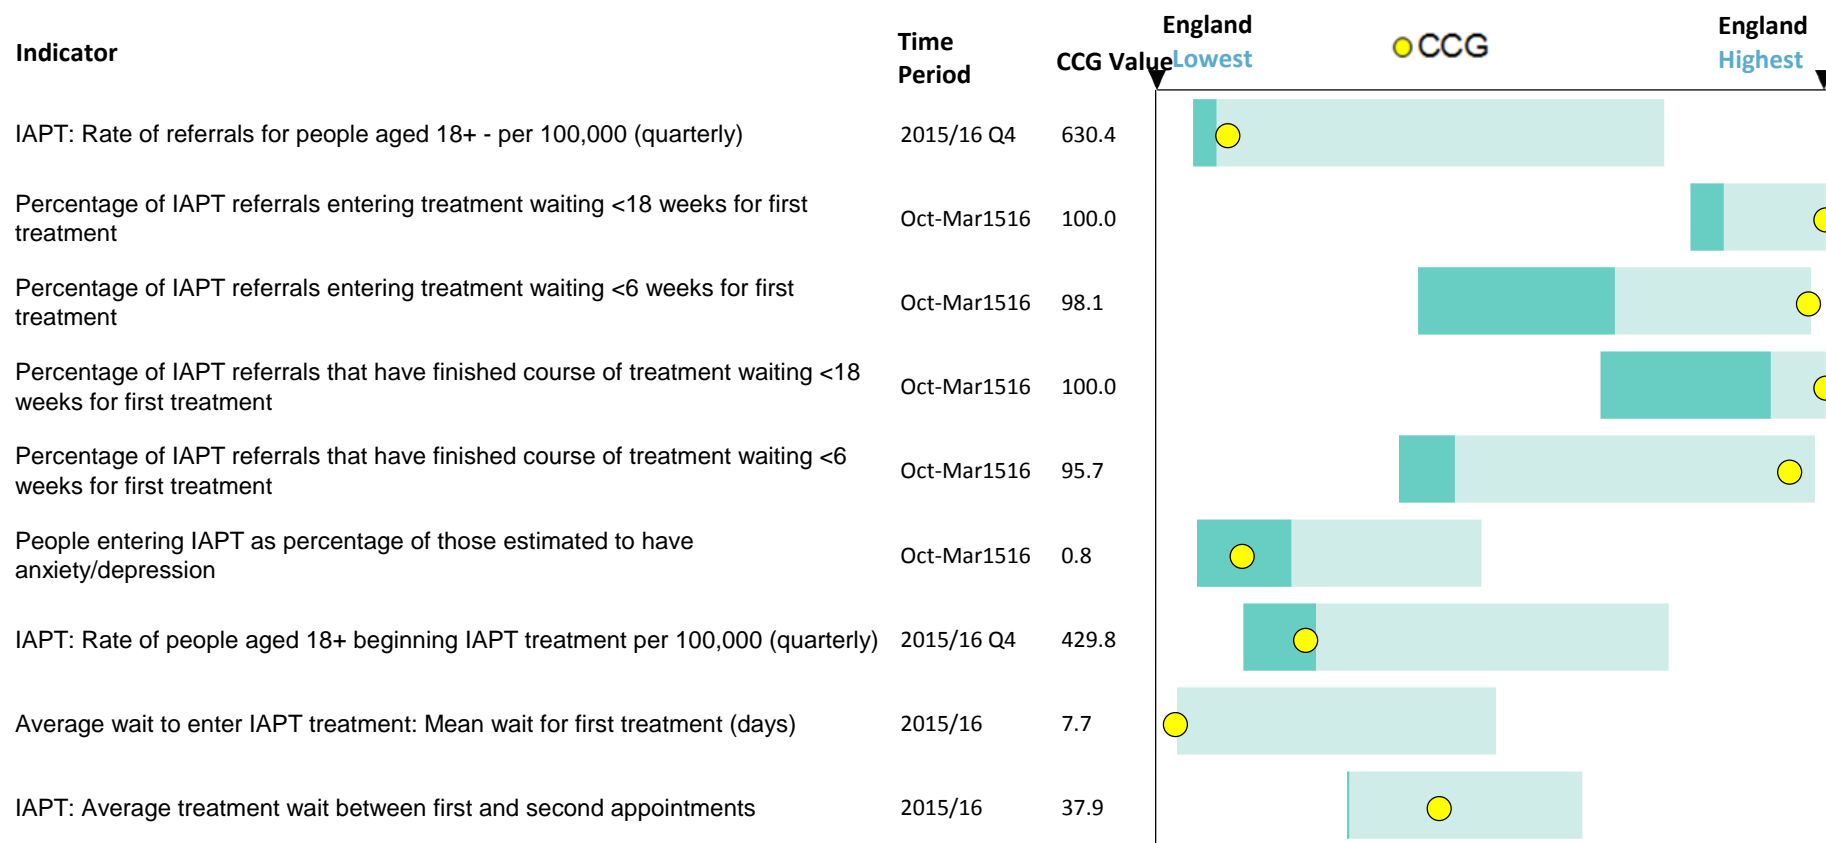 Indicator
Time
Period
CCG Value
England
Lowest
CCG
England
Highest
IAPT: Rate of referrals for people aged 18+ - per 100,000 (quarterly) 2015/16 Q4 630.4
Percentage of IAPT referrals entering treatment waiting <18 weeks for first
treatment
Oct-Mar1516 100.0
Percentage of IAPT referrals entering treatment waiting <6 weeks for first
treatment
Oct-Mar1516 98.1
Percentage of IAPT referrals that have finished course of treatment waiting <18
weeks for first treatment
Oct-Mar1516 100.0
Percentage of IAPT referrals that have finished course of treatment waiting <6
weeks for first treatment
Oct-Mar1516 95.7
People entering IAPT as percentage of those estimated to have
anxiety/depression
Oct-Mar1516 0.8
IAPT: Rate of people aged 18+ beginning IAPT treatment per 100,000 (quarterly) 2015/16 Q4 429.8
Average wait to enter IAPT treatment: Mean wait for first treatment (days) 2015/16 7.7
IAPT: Average treatment wait between first and second appointments 2015/16 37.9